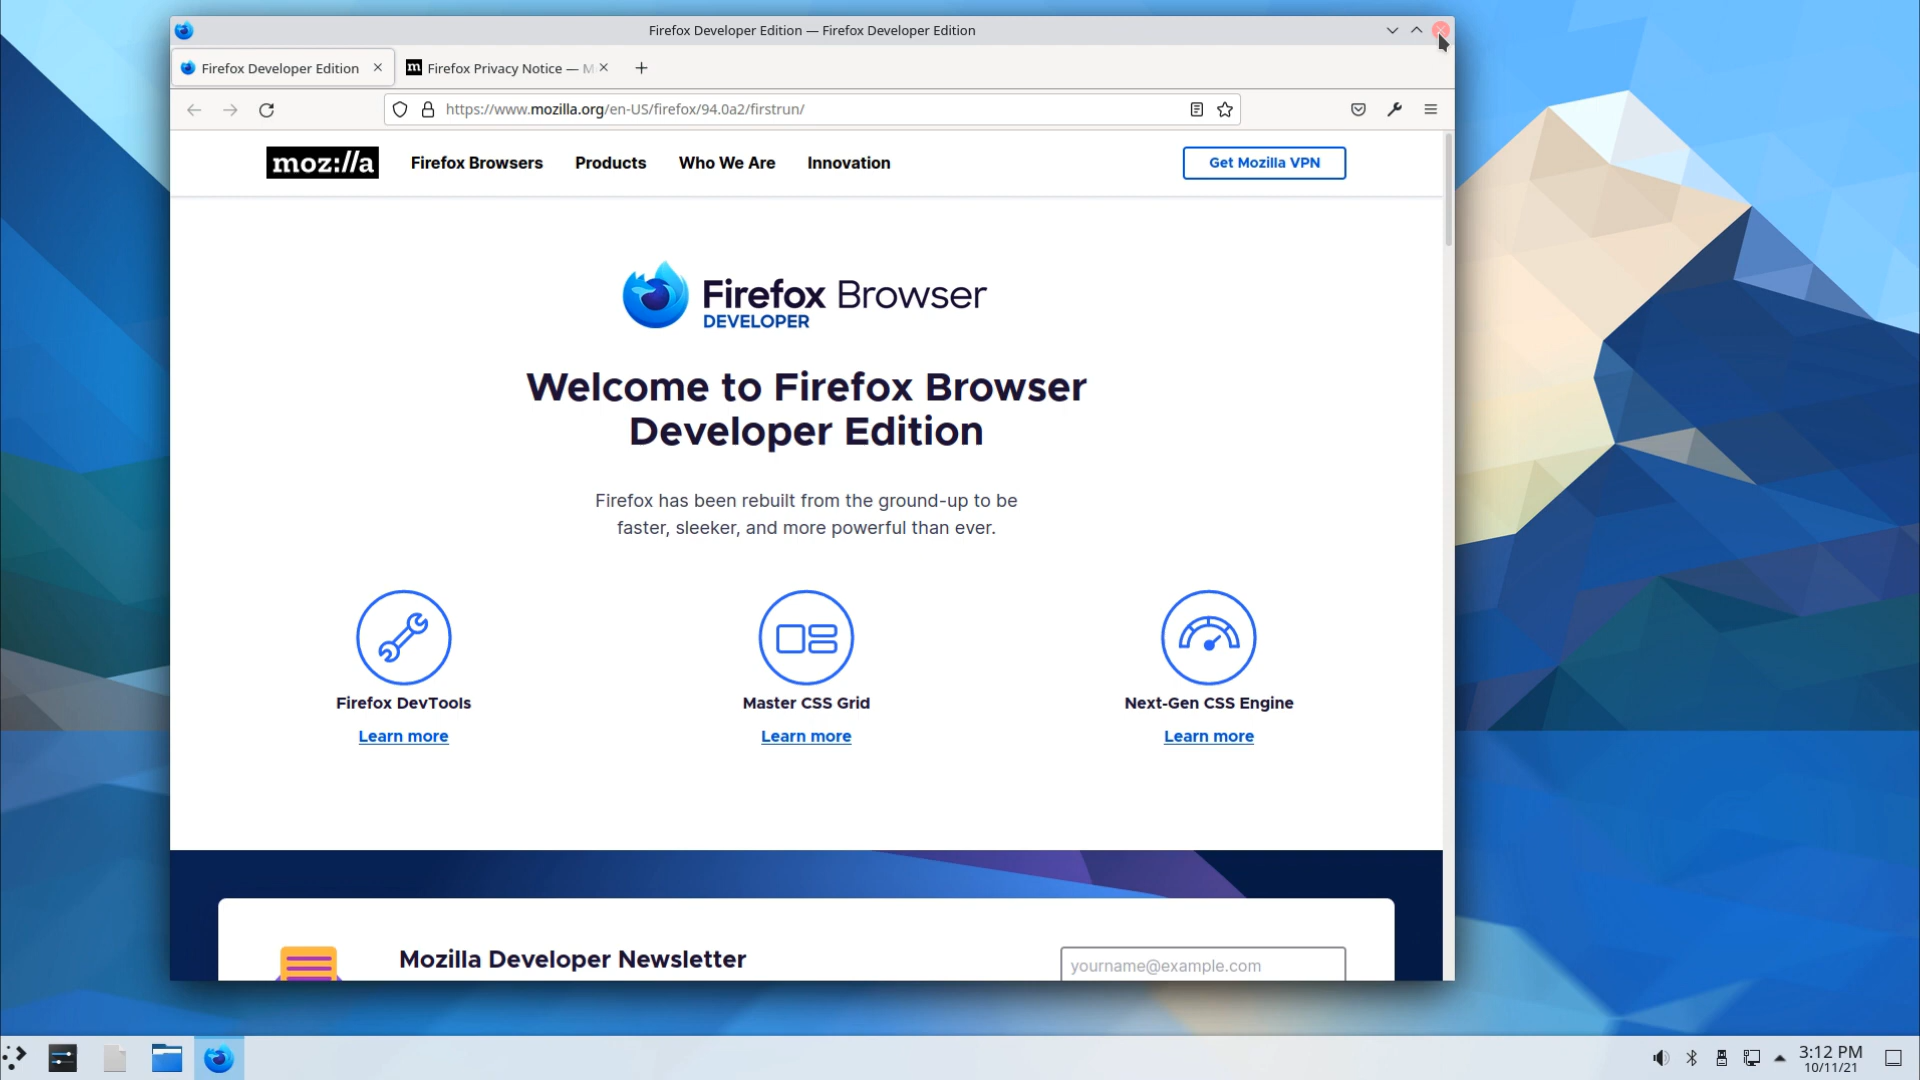 Firefox Developer Edition — Firefox Developer Edition
Firefox Developer Edition
Firefox Privacy Notice — M
https://www.mozilla.org/en-US/firefox/94.0a2/firstrun/
moz://a
Firefox Browsers
Products
Who We Are
Innovation
Get Mozilla VPN
Firefox Browser
DEVELOPER
Welcome to Firefox Browser
Developer Edition
Firefox has been rebuilt from the ground-up to be
faster, sleeker, and more powerful than ever.
Firefox DevTools
Learn more
Master CSS Grid
Learn more
Next-Gen CSS Engine
Learn more
Mozilla Developer Newsletter
yourname@example.com
3:12 PM
10/11/21